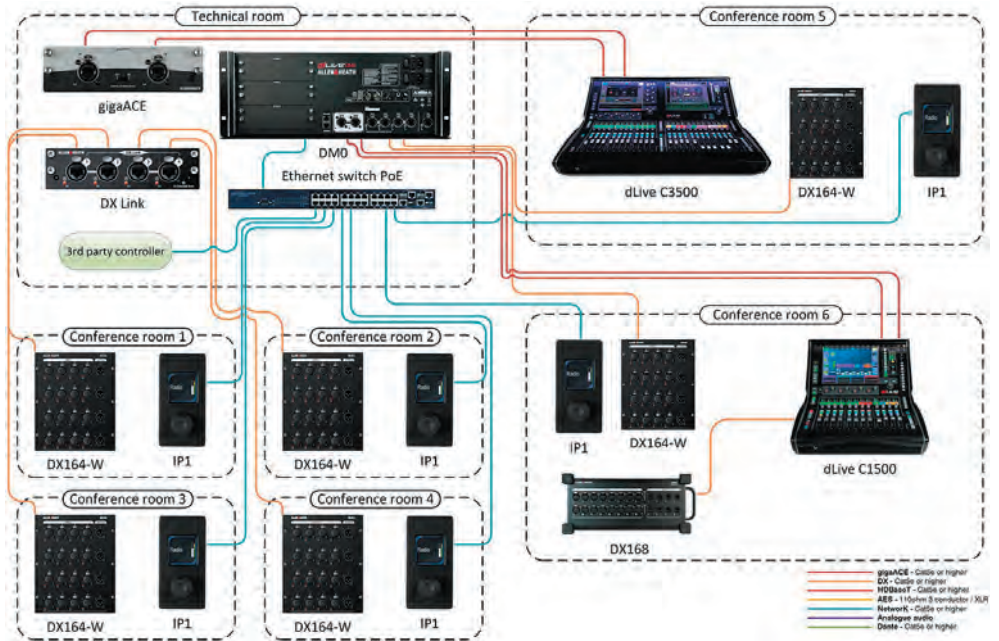 Technical room
Conference room 5
gigaACE
DM0
DX Link
Ethernet switch PoE
3rd party controller
dLive C3500
DX164-W
IP1
Conference room 1
Conference room 2
Conference room 6
DX164-W
IP1
DX164-W
IP1
IP1
DX164-W
dLive C1500
Conference room 3
Conference room 4
DX168
DX164-W
IP1
DX164-W
IP1
gigaACE - Cat5e or higher
DX - Cat5e or higher
HDBaseT - Cat5e or higher
AES - 110ohm 3 conductor / XLR
Network - Cat5e or higher
Analogue audio
Dante - Cat5e or higher
ALLEN&HEATH